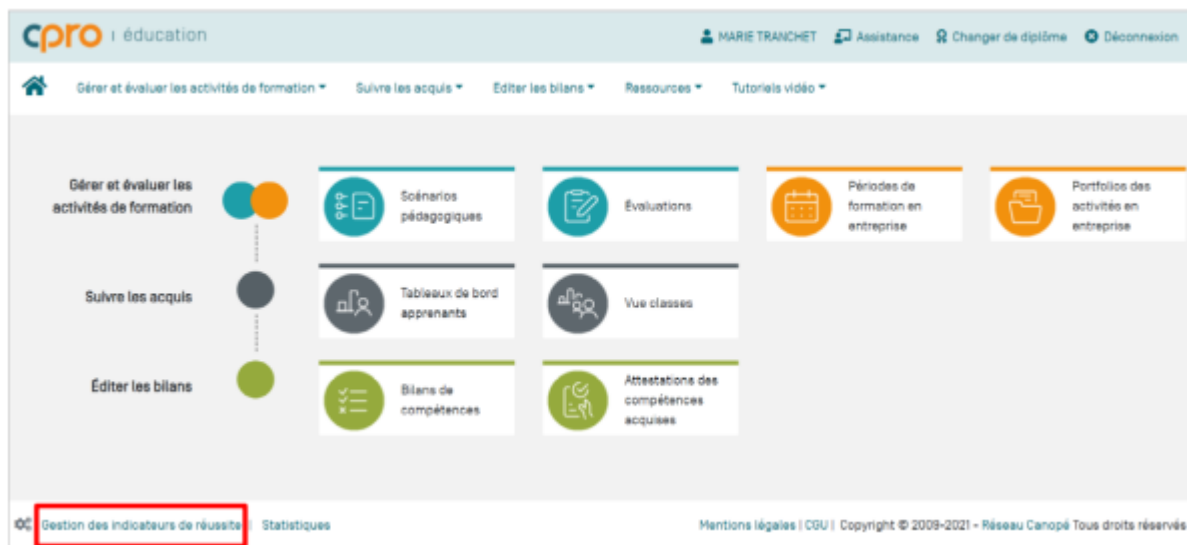 cpro | éducation
MARIE TRANCHET Assistance Changer de diplôme Déconnexion
Gérer et évaluer les activités de formation Suivre les acquis Editer les bilans Ressources Tutoriels vidéo
Gérer et évaluer les
activités de formation
Scénarios
pédagogiques
Évaluations
Périodes de
formation en
entreprise
Portfolios des
activités en
entreprise
Suivre les acquis
Tableaux de bord
apprenants
Vue classes
Éditer les bilans
Bilans de
compétences
Attestations des
compétences
acquises
Gestion des indicateurs de réussite | Statistiques
Mentions légales | CGU | Copyright © 2009-2021 - Réseau Canopé Tous droits réservés